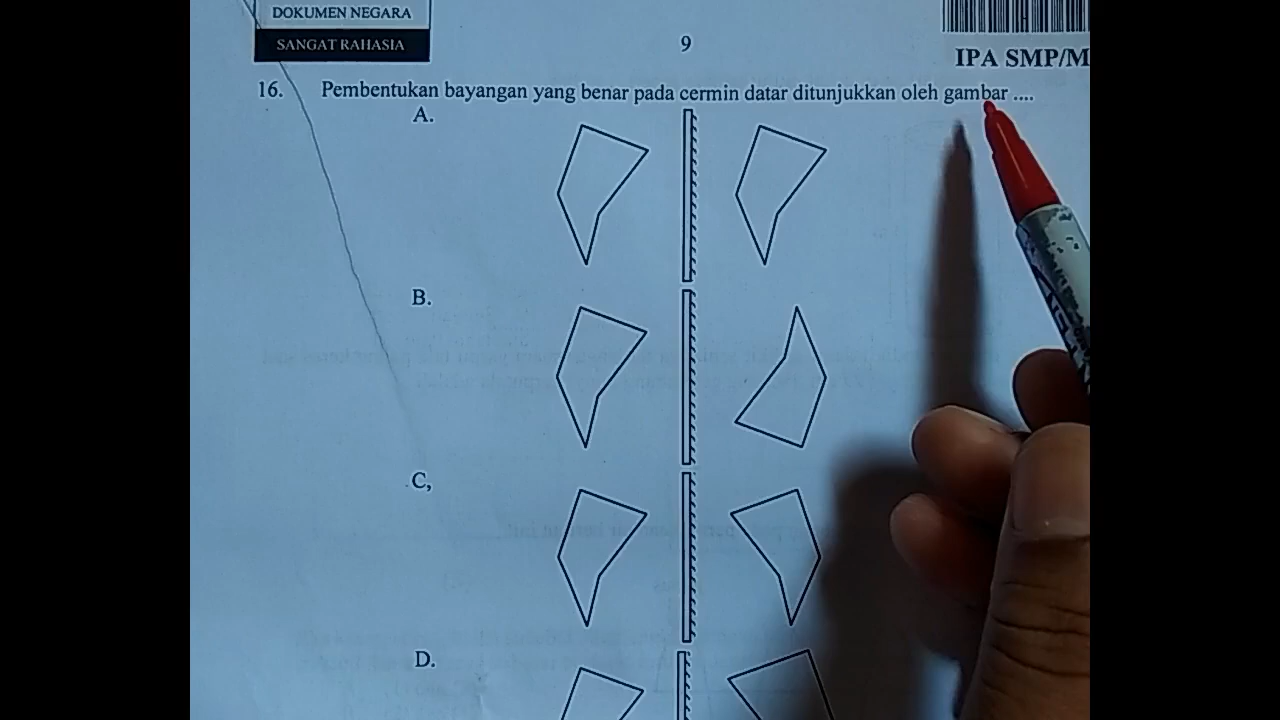 DOKUMEN NEGARA
SANGAT RAHASIA
9
IPA SMP/M
16. Pembentukan bayangan yang benar pada cermin datar ditunjukkan oleh gambar ....
A.
B.
C,
D.